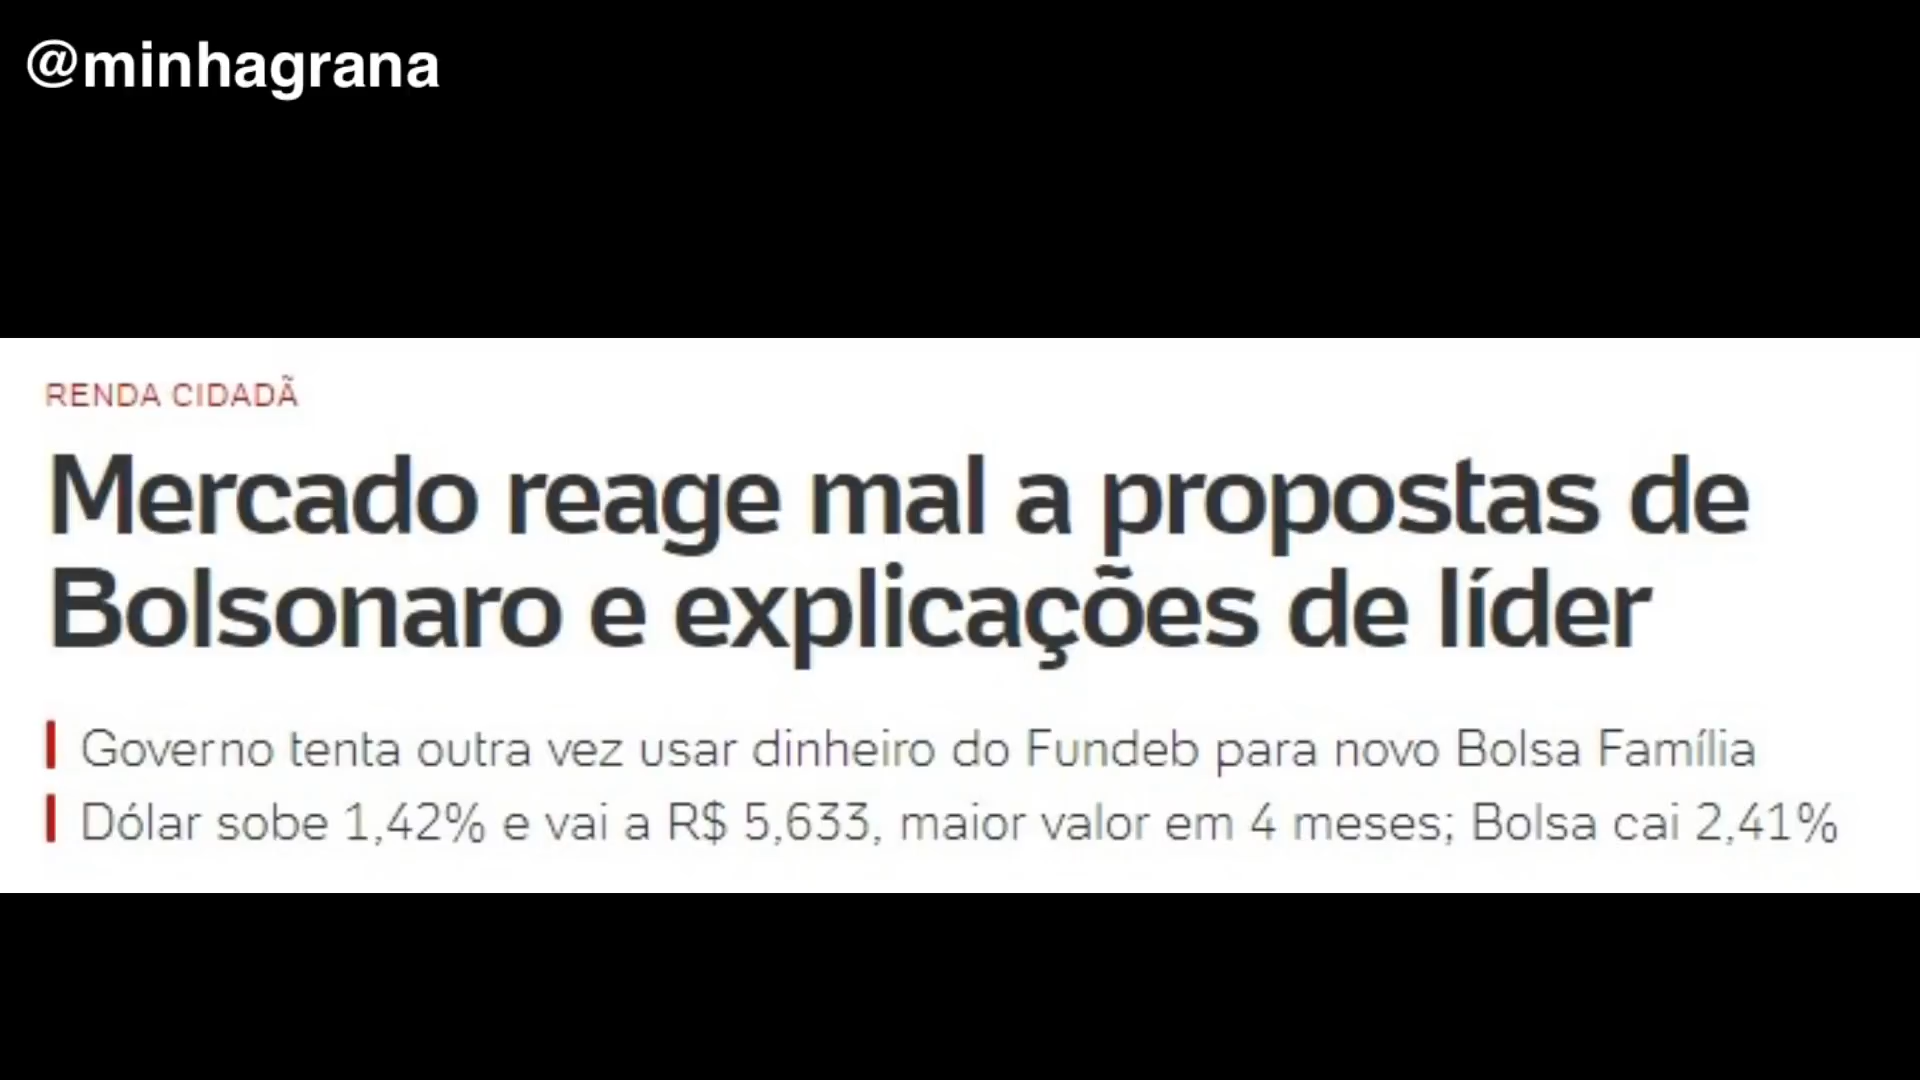 @minhagrana
RENDA CIDADÃ
Mercado reage mal a propostas de
Bolsonaro e explicações de líder
Governo tenta outra vez usar dinheiro do Fundeb para novo Bolsa Família
Dólar sobe 1,42% e vai a R$ 5,633, maior valor em 4 meses; Bolsa cai 2,41%